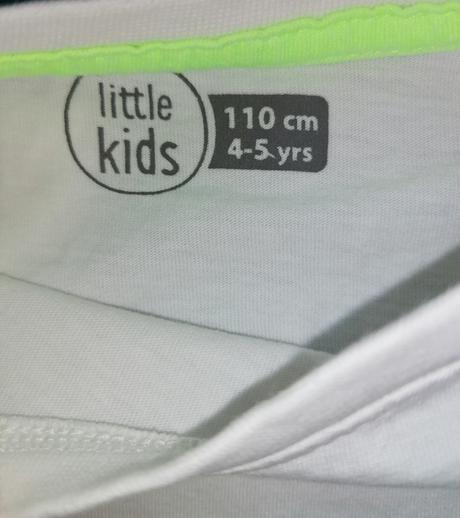 little
kids
110 cm
4-5 yrs